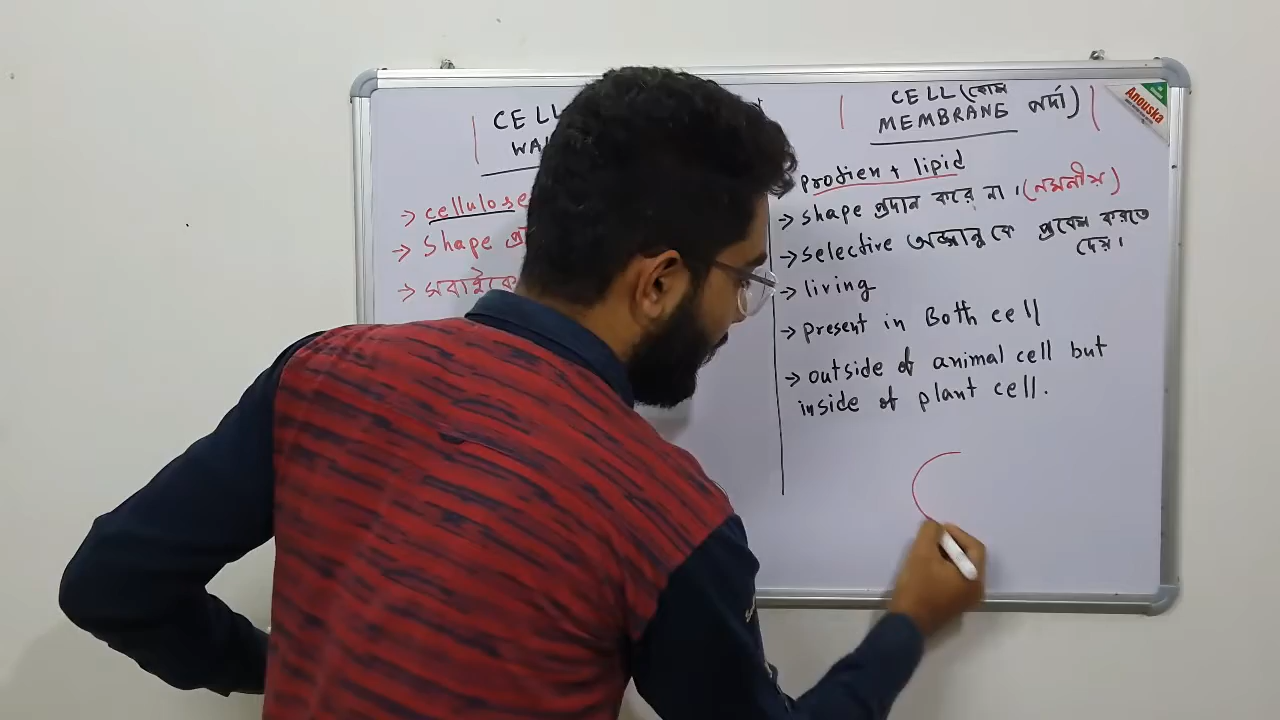 CELL
WA
→ cellulose
→ Shape প্র
→ সবাইকে
CELL (কোষ
MEMBRANE পর্দা)
Anouska
prodien + lipid
→ shape প্রদান করে না। (নমনীয়)
→ selective অজানু কে প্রবেশ করতে
দেয়।
→ living
→ present in Both cell
→ outside of animal cell but
inside of plant cell.